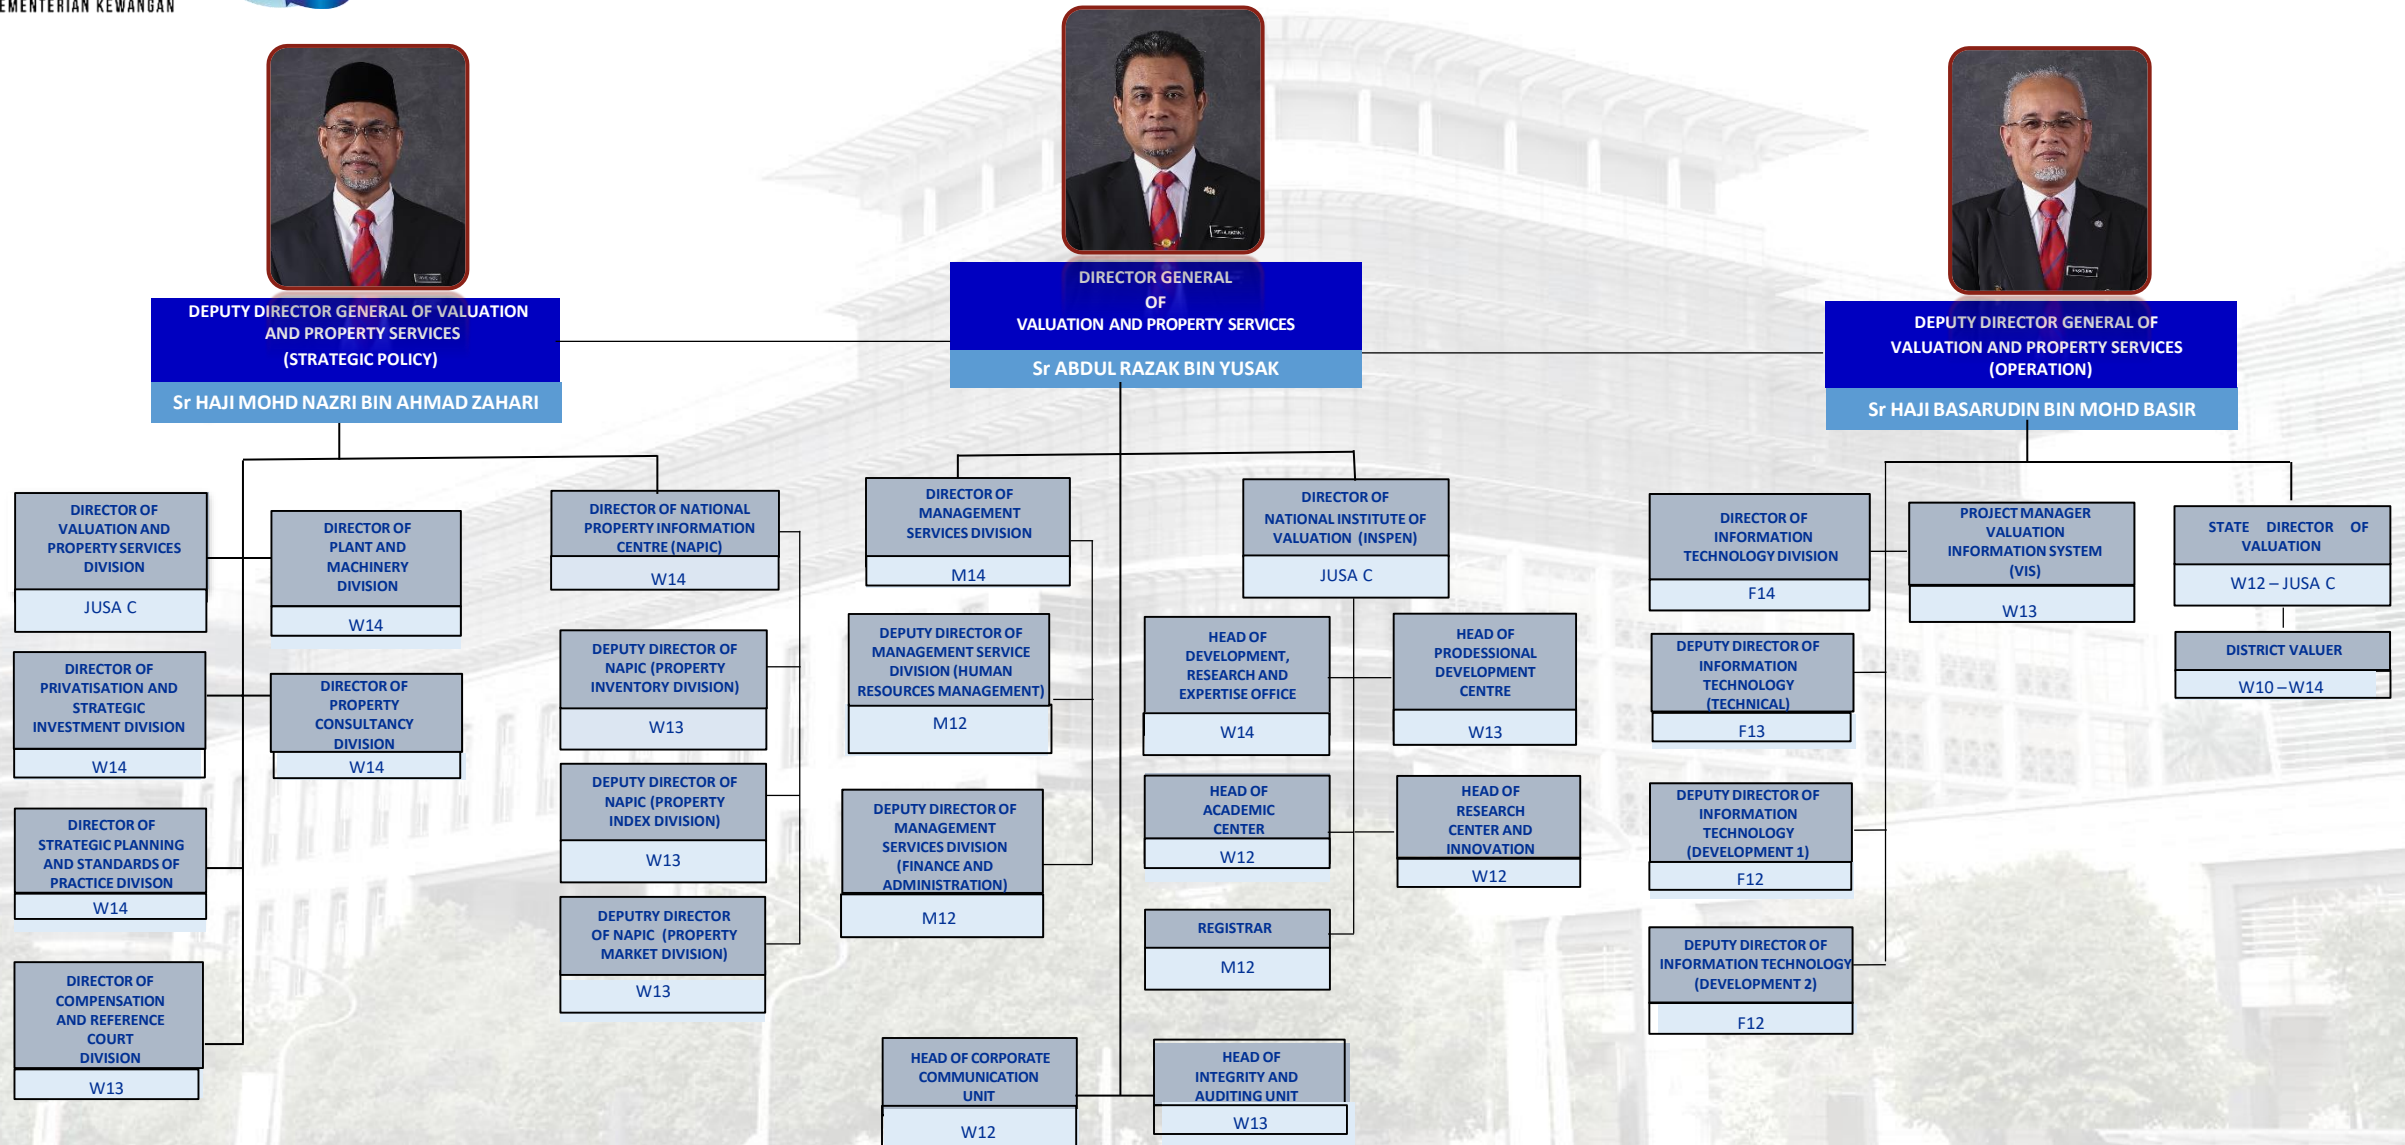 KEMENTERIAN KEWANGAN
DEPUTY DIRECTOR GENERAL OF VALUATION
AND PROPERTY SERVICES
(STRATEGIC POLICY)
Sr HAJI MOHD NAZRI BIN AHMAD ZAHARI
DIRECTOR GENERAL
OF
VALUATION AND PROPERTY SERVICES
Sr ABDUL RAZAK BIN YUSAK
DEPUTY DIRECTOR GENERAL OF
VALUATION AND PROPERTY SERVICES
(OPERATION)
Sr HAJI BASARUDIN BIN MOHD BASIR
DIRECTOR OF
VALUATION AND
PROPERTY SERVICES
DIVISION
JUSA C
DIRECTOR OF
PLANT AND
MACHINERY
DIVISION
W14
DIRECTOR OF
PRIVATISATION AND
STRATEGIC
INVESTMENT DIVISION
W14
DIRECTOR OF
PROPERTY
CONSULTANCY
DIVISION
W14
DIRECTOR OF
STRATEGIC PLANNING
AND STANDARDS OF
PRACTICE DIVISON
W14
DIRECTOR OF
COMPENSATION
AND REFERENCE
COURT
DIVISION
W13
DIRECTOR OF NATIONAL
PROPERTY INFORMATION
CENTRE (NAPIC)
W14
DEPUTY DIRECTOR OF
NAPIC (PROPERTY
INVENTORY DIVISION)
W13
DEPUTY DIRECTOR OF
NAPIC (PROPERTY
INDEX DIVISION)
W13
DEPUTRY DIRECTOR
OF NAPIC (PROPERTY
MARKET DIVISION)
W13
DIRECTOR OF
MANAGEMENT
SERVICES DIVISION
M14
DEPUTY DIRECTOR OF
MANAGEMENT SERVICE
DIVISION (HUMAN
RESOURCES MANAGEMENT)
M12
DEPUTY DIRECTOR OF
MANAGEMENT
SERVICES DIVISION
(FINANCE AND
ADMINISTRATION)
M12
DIRECTOR OF
NATIONAL INSTITUTE OF
VALUATION (INSPEN)
JUSA C
HEAD OF
DEVELOPMENT,
RESEARCH AND
EXPERTISE OFFICE
W14
HEAD OF
PRODESSIONAL
DEVELOPMENT
CENTRE
W13
HEAD OF
ACADEMIC
CENTER
W12
HEAD OF
RESEARCH
CENTER AND
INNOVATION
W12
REGISTRAR
M12
HEAD OF CORPORATE
COMMUNICATION
UNIT
W12
HEAD OF
INTEGRITY AND
AUDITING UNIT
W13
DIRECTOR OF
INFORMATION
TECHNOLOGY DIVISION
F14
PROJECT MANAGER
VALUATION
INFORMATION SYSTEM
(VIS)
W13
DEPUTY DIRECTOR OF
INFORMATION
TECHNOLOGY
(TECHNICAL)
F13
DEPUTY DIRECTOR OF
INFORMATION
TECHNOLOGY
(DEVELOPMENT 1)
F12
DEPUTY DIRECTOR OF
INFORMATION TECHNOLOGY
(DEVELOPMENT 2)
F12
STATE DIRECTOR OF
VALUATION
W12 – JUSA C
DISTRICT VALUER
W10 – W14